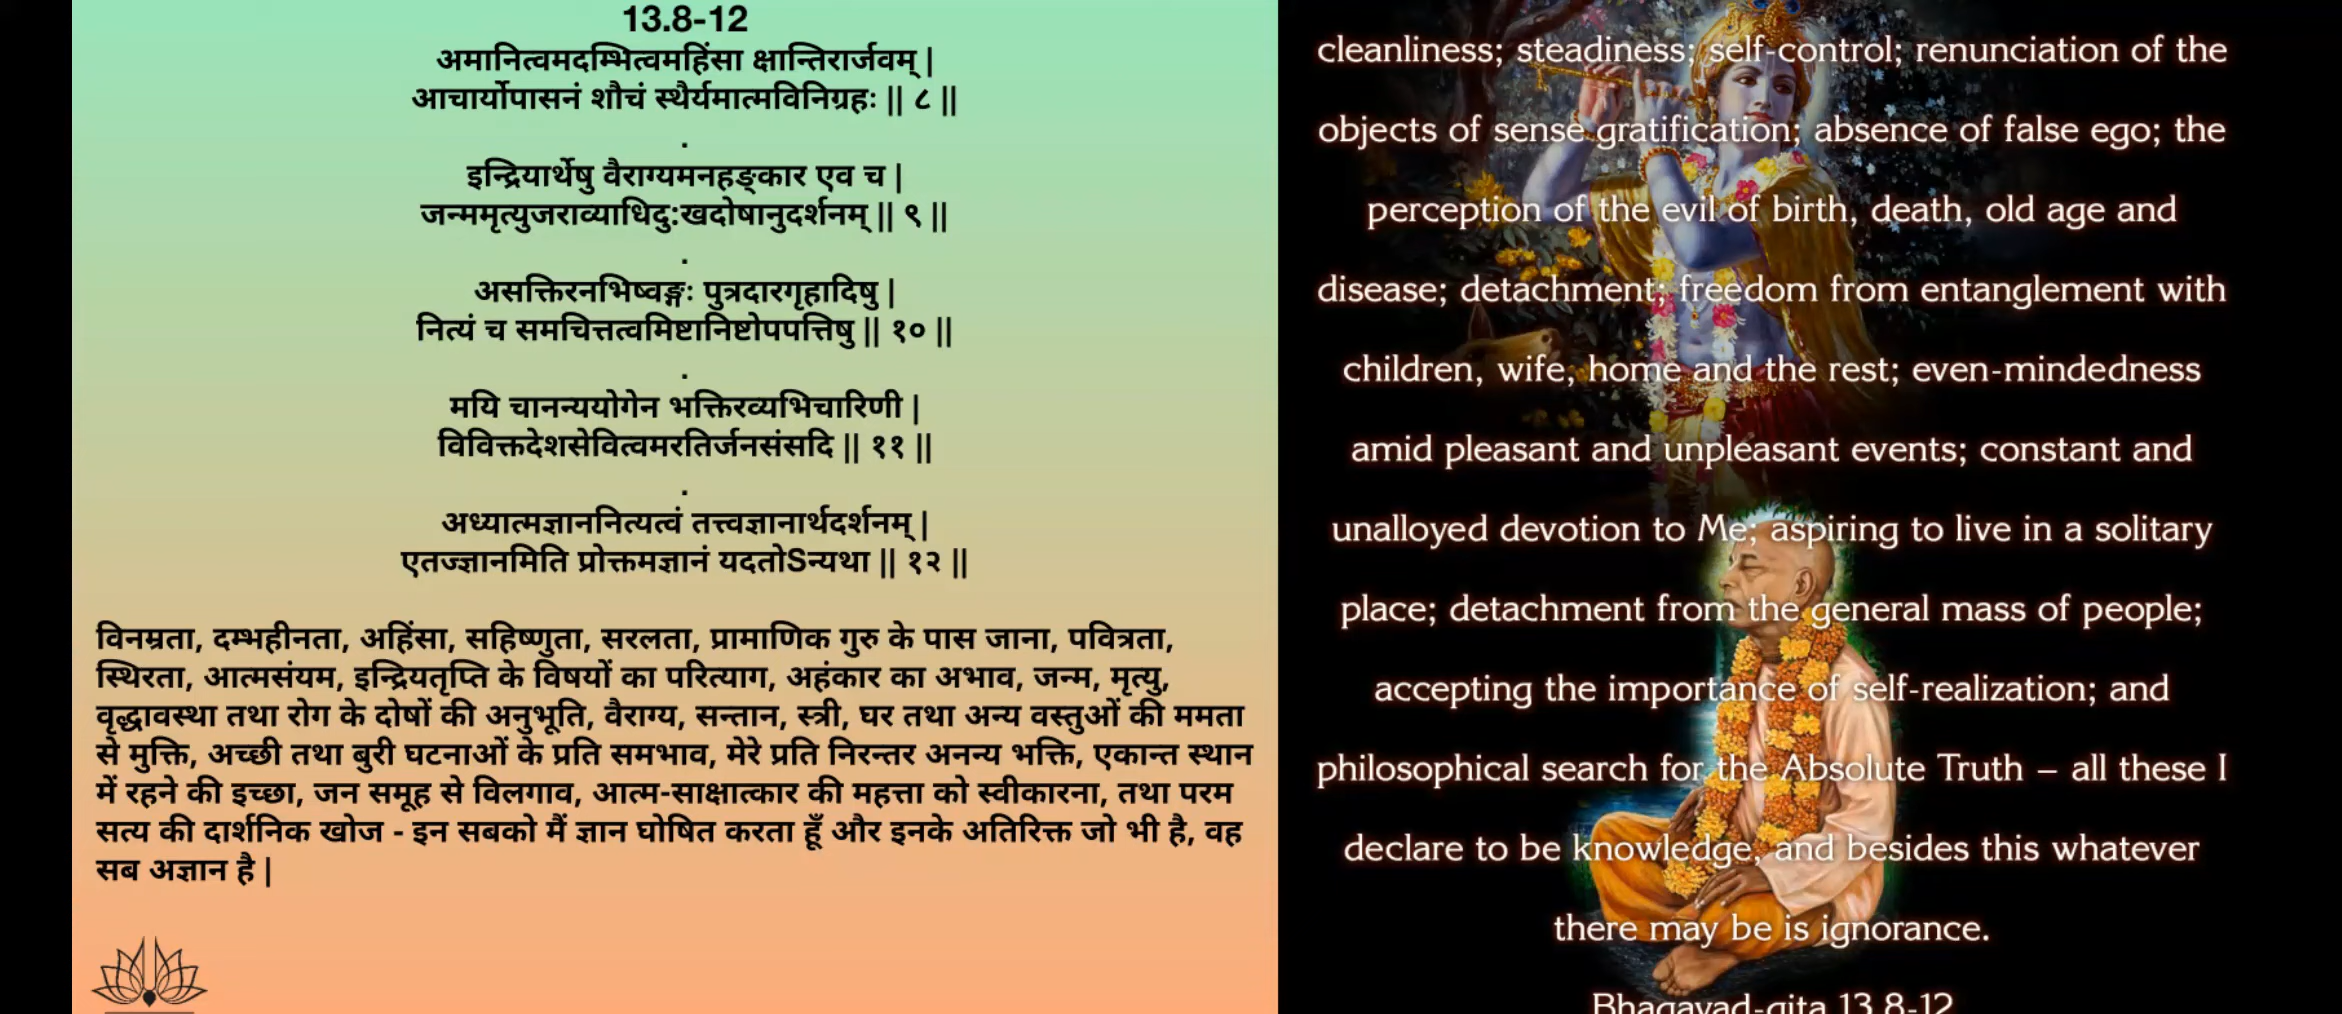 13.8-12
अमानित्वमदम्भित्वमहिंसा क्षान्तिरार्जवम् |
आचार्योपासनं शौचं स्थैर्यमात्मविनिग्रहः || ८ ||
.
इन्द्रियार्थेषु वैराग्यमनहङ्कार एव च |
जन्ममृत्युजराव्याधिदु:खदोषानुदर्शनम् || ९ ||
.
असक्तिरनभिष्वङ्गः पुत्रदारगृहादिषु |
नित्यं च समचित्तत्वमिष्टानिष्टोपपत्तिषु || १० ||
.
मयि चानन्ययोगेन भक्तिरव्यभिचारिणी |
विविक्तदेशसेवित्वमरतिर्जनसंसदि || ११ ||
.
अध्यात्मज्ञाननित्यत्वं तत्त्वज्ञानार्थदर्शनम् |
एतज्ज्ञानमिति प्रोक्तमज्ञानं यदतोSन्यथा || १२ ||
विनम्रता, दम्भहीनता, अहिंसा, सहिष्णुता, सरलता, प्रामाणिक गुरु के पास जाना, पवित्रता,
स्थिरता, आत्मसंयम, इन्द्रियतृप्ति के विषयों का परित्याग, अहंकार का अभाव, जन्म, मृत्यु,
वृद्धावस्था तथा रोग के दोषों की अनुभूति, वैराग्य, सन्तान, स्त्री, घर तथा अन्य वस्तुओं की ममता
से मुक्ति, अच्छी तथा बुरी घटनाओं के प्रति समभाव, मेरे प्रति निरन्तर अनन्य भक्ति, एकान्त स्थान
में रहने की इच्छा, जन समूह से विलगाव, आत्म-साक्षात्कार की महत्ता को स्वीकारना, तथा परम
सत्य की दार्शनिक खोज - इन सबको मैं ज्ञान घोषित करता हूँ और इनके अतिरिक्त जो भी है, वह
सब अज्ञान है |
cleanliness; steadiness; self-control; renunciation of the
objects of sense gratification; absence of false ego; the
perception of the evil of birth, death, old age and
disease; detachment; freedom from entanglement with
children, wife, home and the rest; even-mindedness
amid pleasant and unpleasant events; constant and
unalloyed devotion to Me; aspiring to live in a solitary
place; detachment from the general mass of people;
accepting the importance of self-realization; and
philosophical search for the Absolute Truth – all these I
declare to be knowledge, and besides this whatever
there may be is ignorance.
Bhagavad-gita 13.8-12